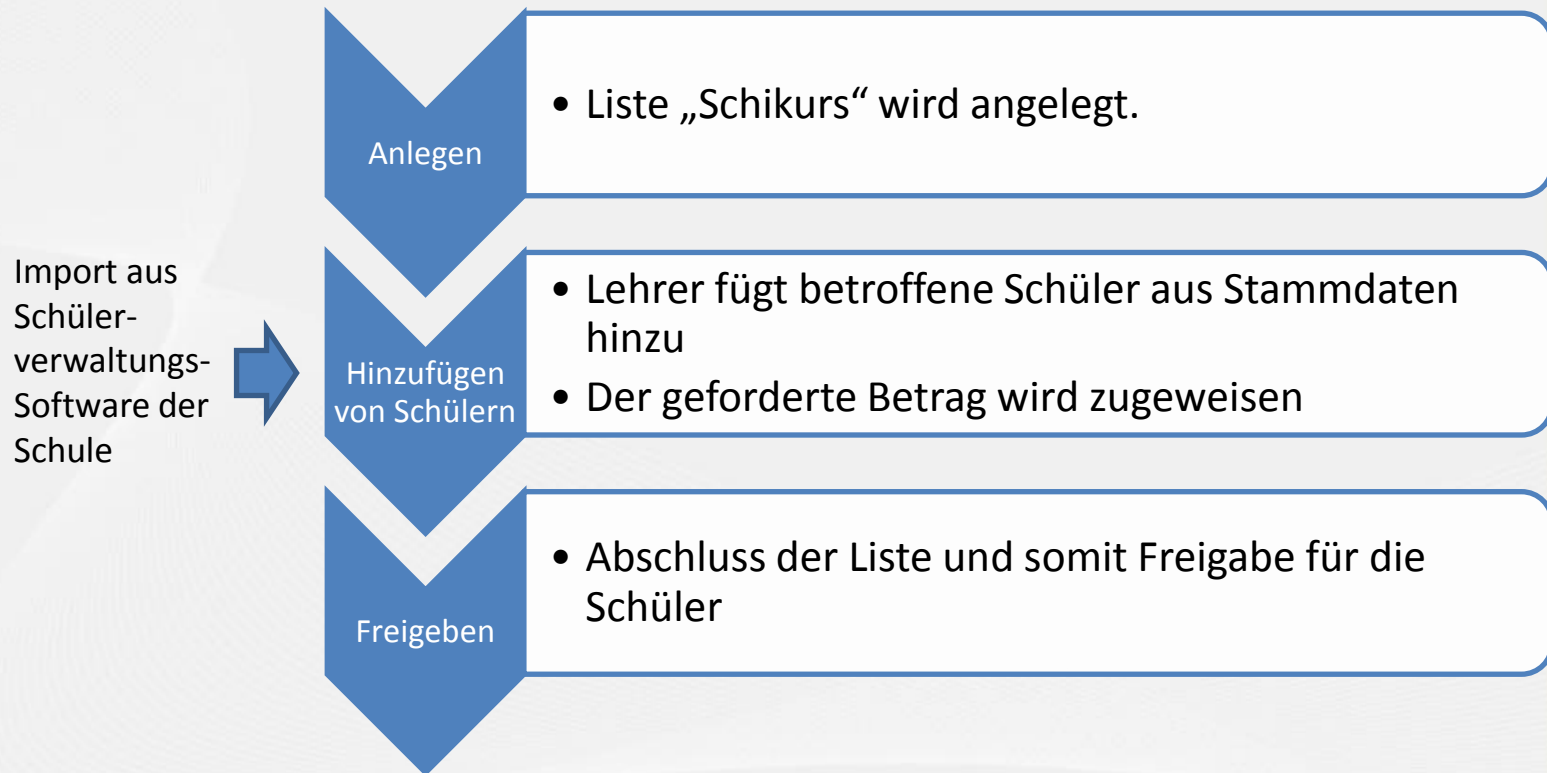 Anlegen
• Liste „Schikurs“ wird angelegt.
Import aus
Schüler-
verwaltungs-
Software der
Schule
Hinzufügen
von Schülern
• Lehrer fügt betroffene Schüler aus Stammdaten
hinzu
• Der geforderte Betrag wird zugeweisen
Freigeben
• Abschluss der Liste und somit Freigabe für die
Schüler